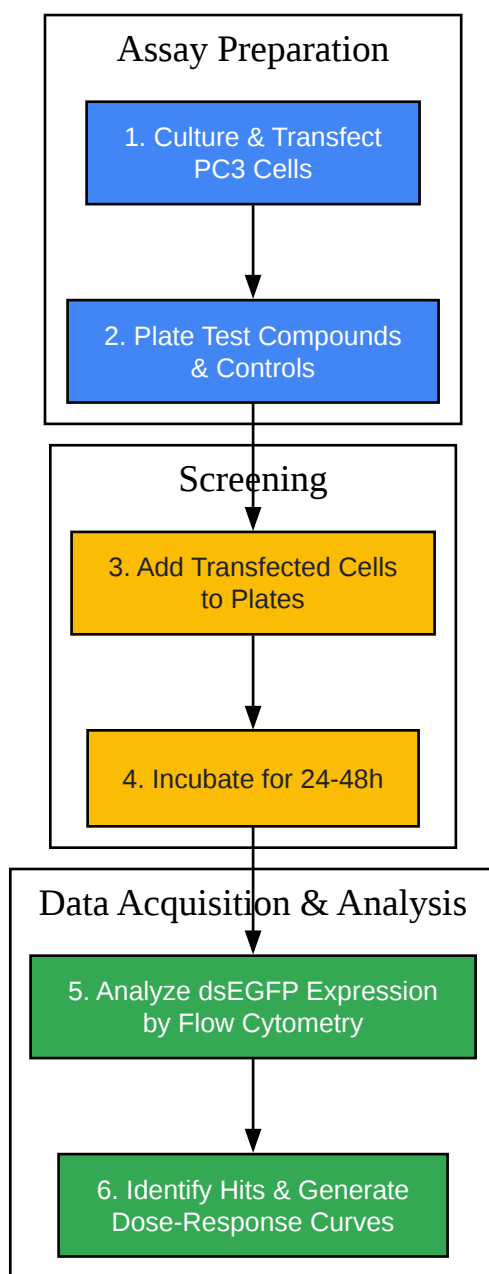 Assay Preparation
1. Culture & Transfect
PC3 Cells
2. Plate Test Compounds
& Controls
Screening
3. Add Transfected Cells
to Plates
4. Incubate for 24-48h
Data Acquisition & Analysis
5. Analyze dsEGFP Expression
by Flow Cytometry
6. Identify Hits & Generate
Dose-Response Curves